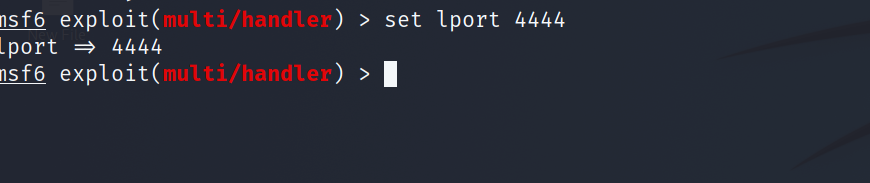 msf6 exploit(multi/handler) > set lport 4444
lport => 4444
msf6 exploit(multi/handler) >